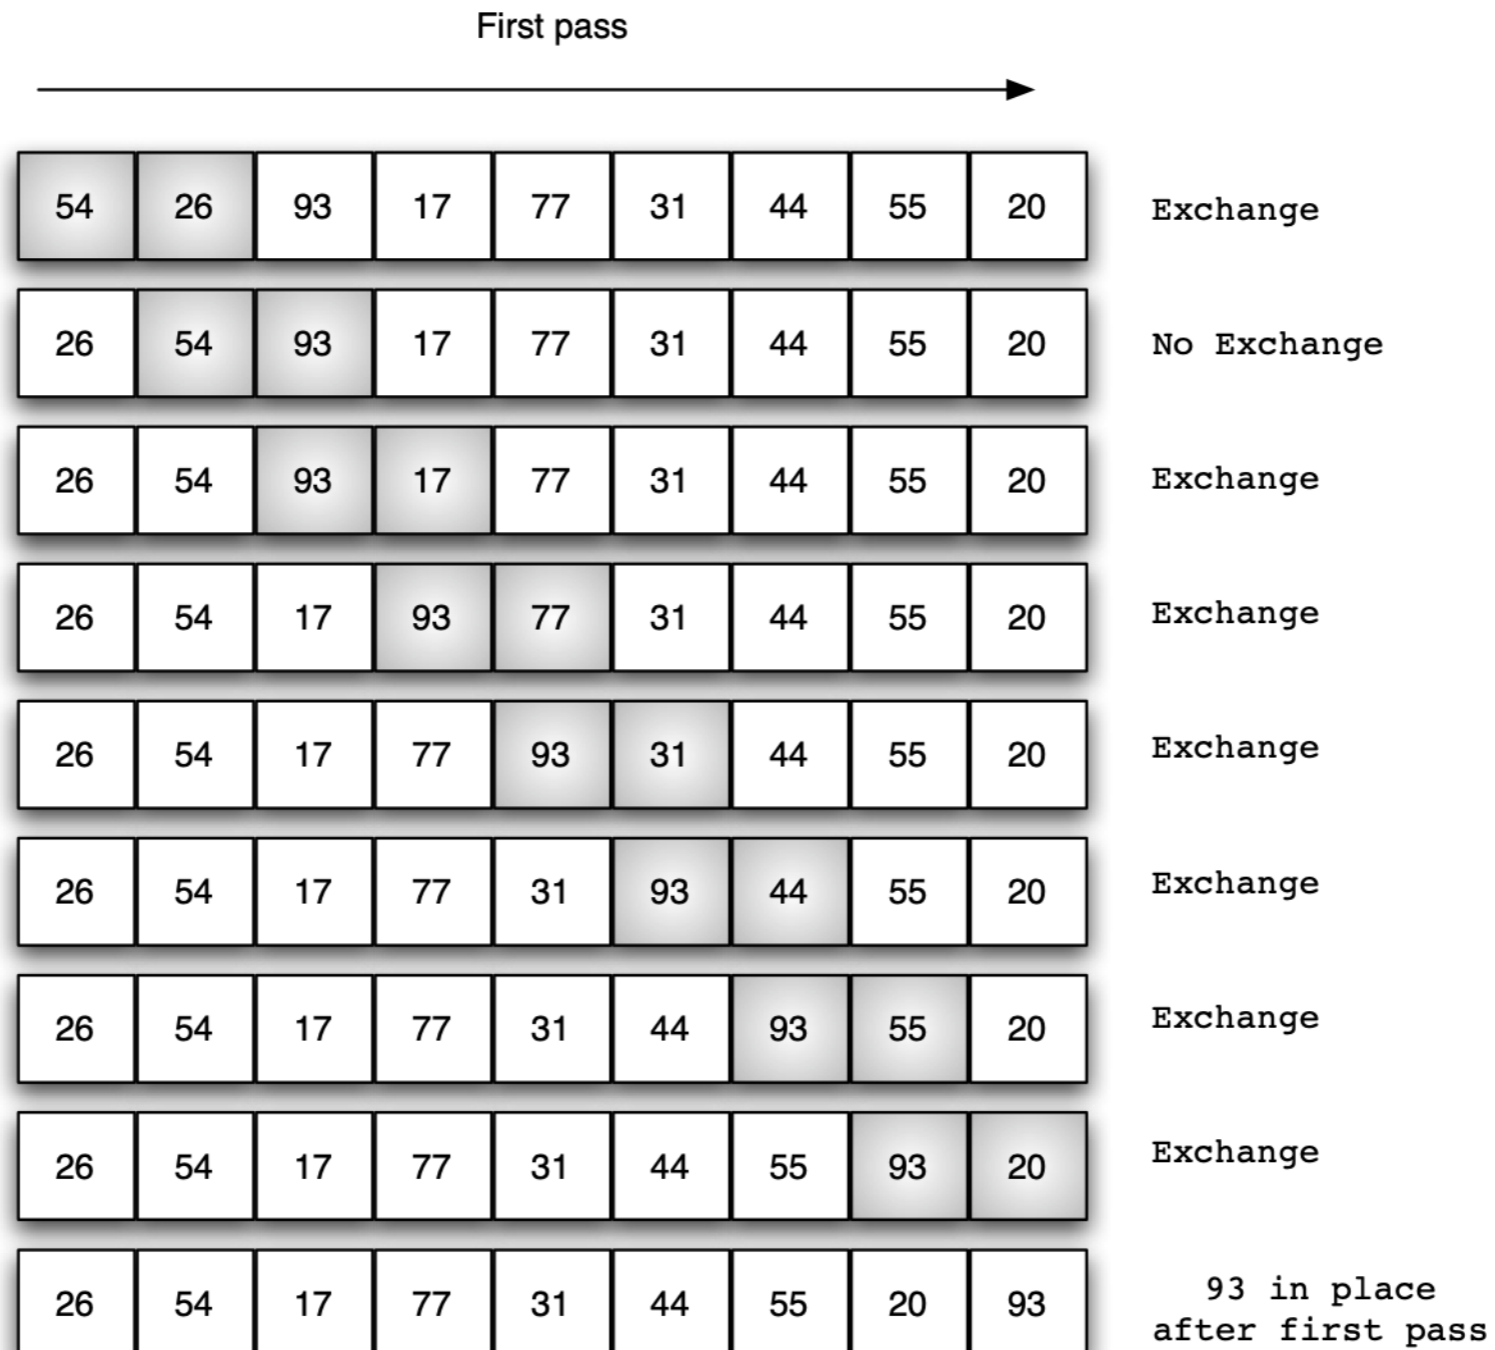 First pass
54 26 93 17 77 31 44 55 20 Exchange
26 54 93 17 77 31 44 55 20 No Exchange
26 54 93 17 77 31 44 55 20 Exchange
26 54 17 93 77 31 44 55 20 Exchange
26 54 17 77 93 31 44 55 20 Exchange
26 54 17 77 31 93 44 55 20 Exchange
26 54 17 77 31 44 93 55 20 Exchange
26 54 17 77 31 44 55 93 20 Exchange
26 54 17 77 31 44 55 20 93 93 in place
after first pass